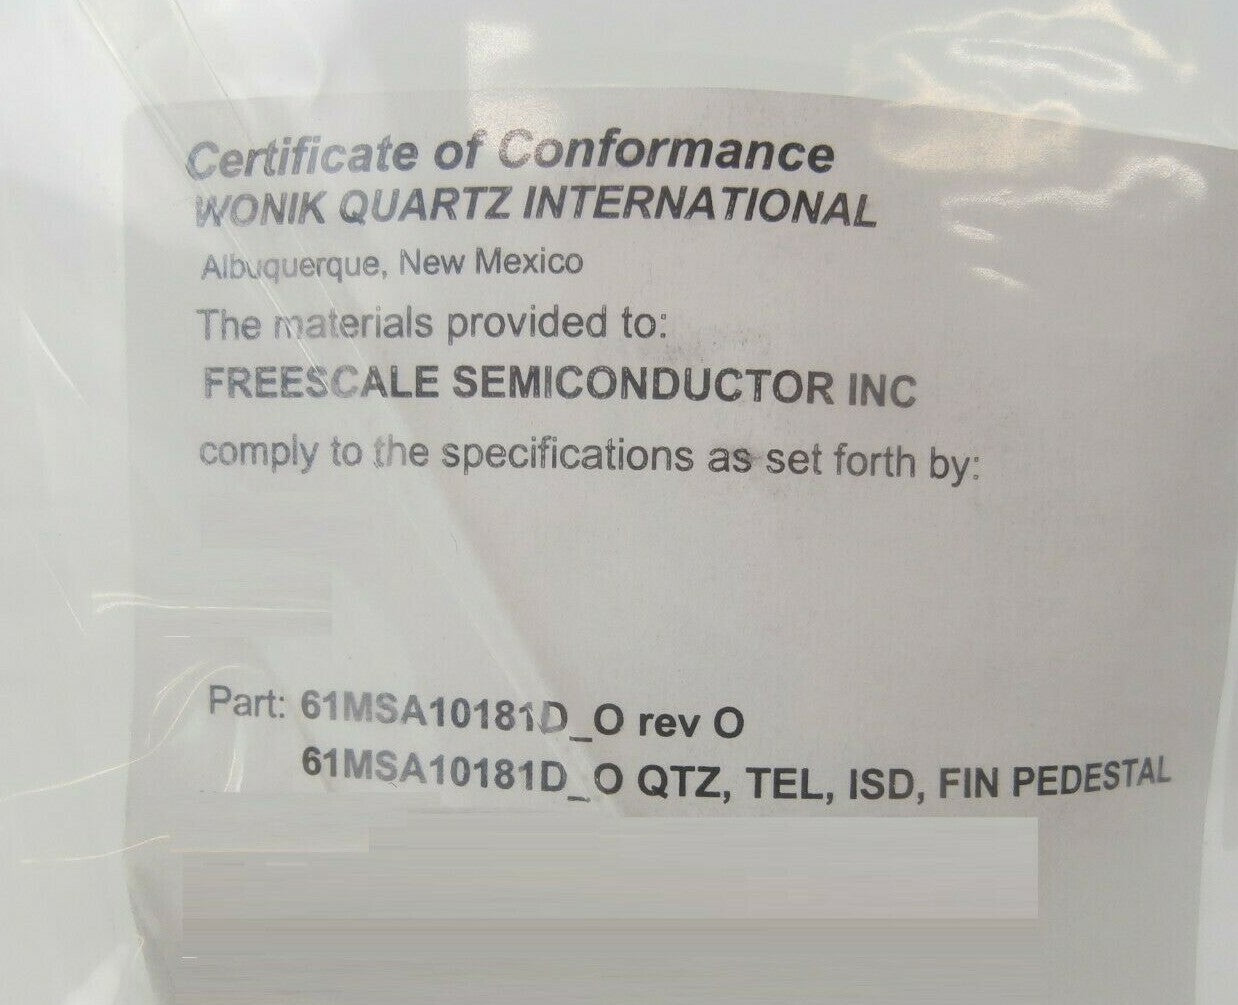 Certificate of Conformance
WONIK QUARTZ INTERNATIONAL
Albuquerque, New Mexico
The materials provided to:
FREESCALE SEMICONDUCTOR INC
comply to the specifications as set forth by:
Part: 61MSA10181D_O rev O
61MSA10181D_O QTZ, TEL, ISD, FIN PEDESTAL